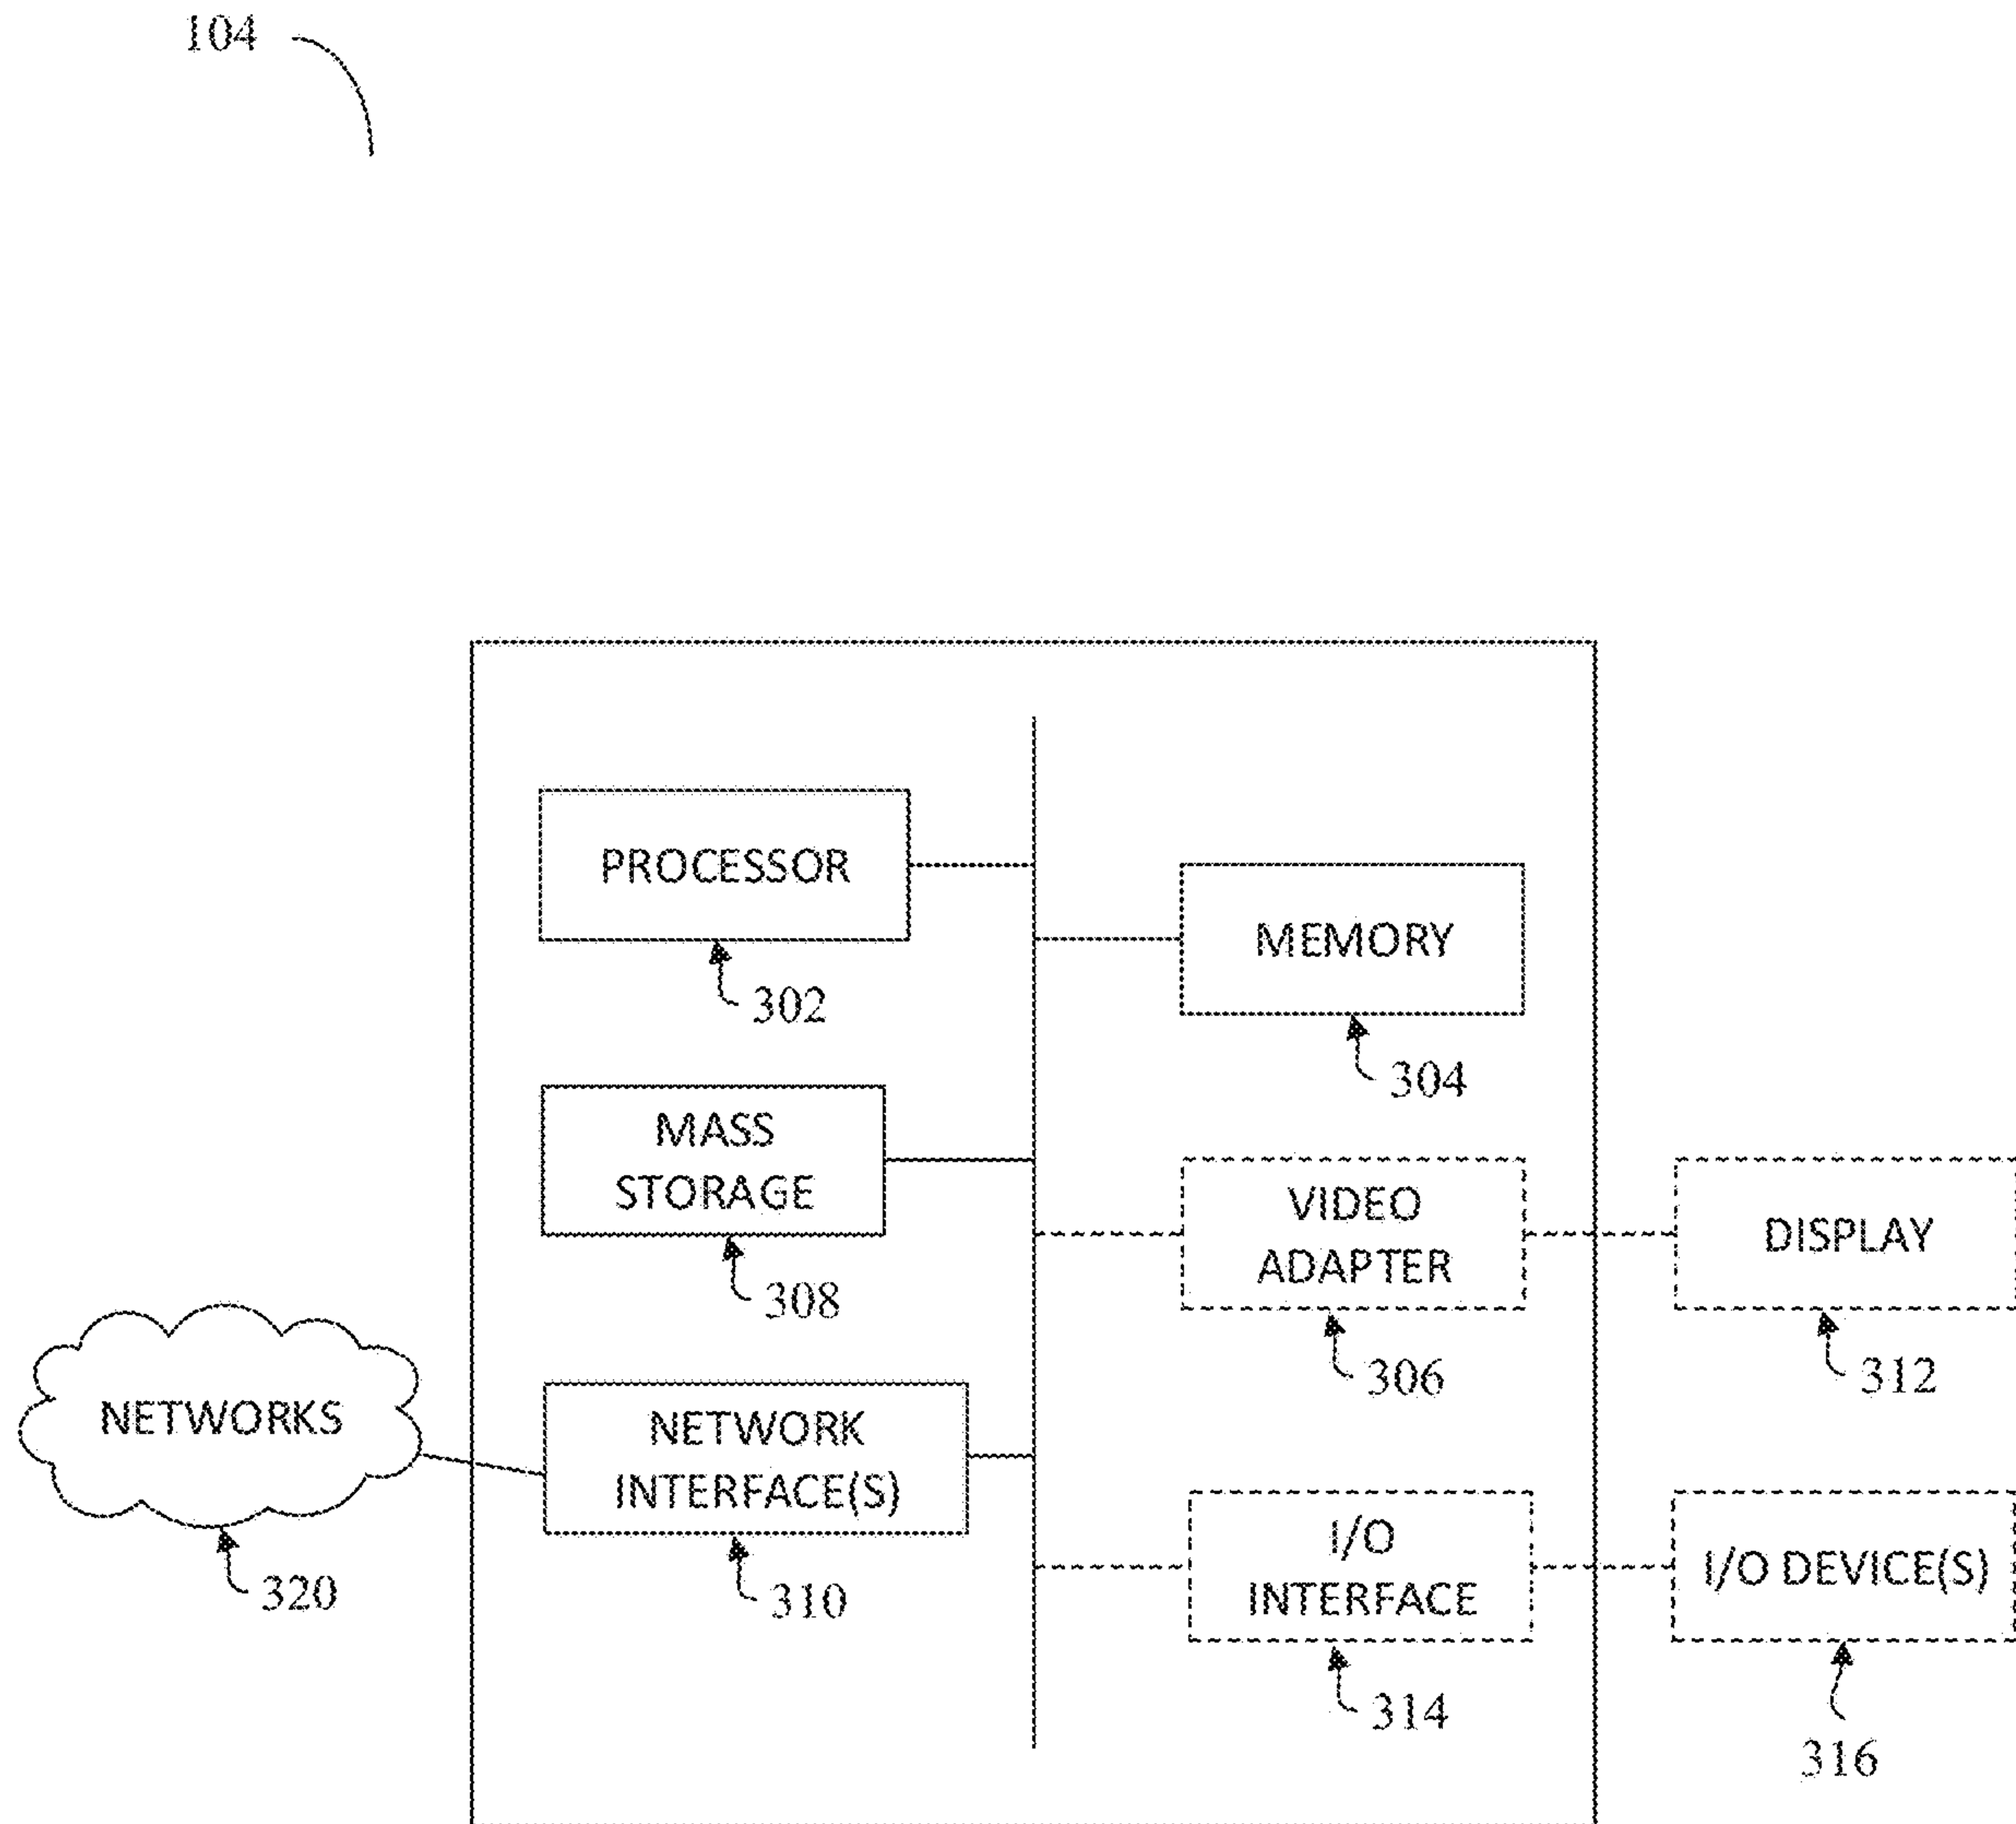 104
PROCESSOR
302
MEMORY
304
MASS
STORAGE
308
VIDEO
ADAPTER
306
DISPLAY
312
NETWORKS
320
NETWORK
INTERFACE(S)
310
I/O
INTERFACE
314
I/O DEVICE(S)
316